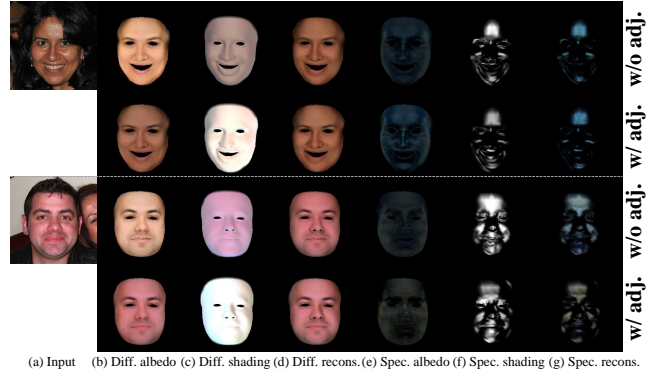 w/o adj.
w/ adj.
w/o adj.
w/ adj.
(a) Input (b) Diff. albedo (c) Diff. shading (d) Diff. recons. (e) Spec. albedo (f) Spec. shading (g) Spec. recons.